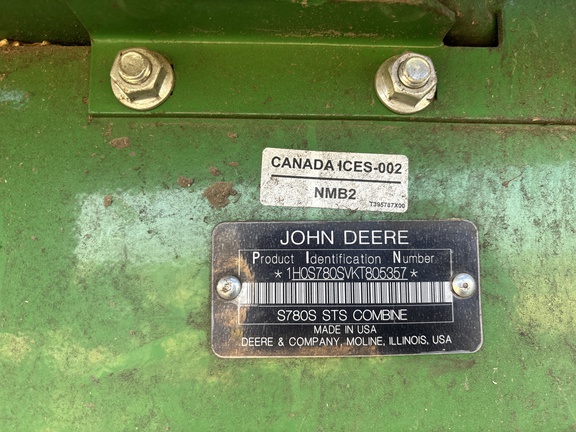 CANADA ICES-002
NMB2
T395787X00
JOHN DEERE
Product Identification Number
*1H0S780SVKT805357*
S780S STS COMBINE
MADE IN USA
DEERE & COMPANY, MOLINE, ILLINOIS, USA